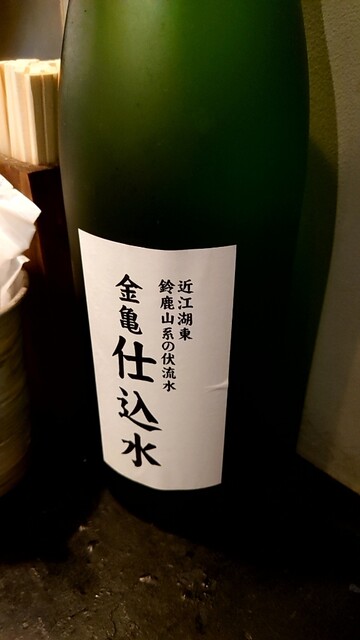 近江湖東
鈴鹿山系の伏流水
金亀仕込水